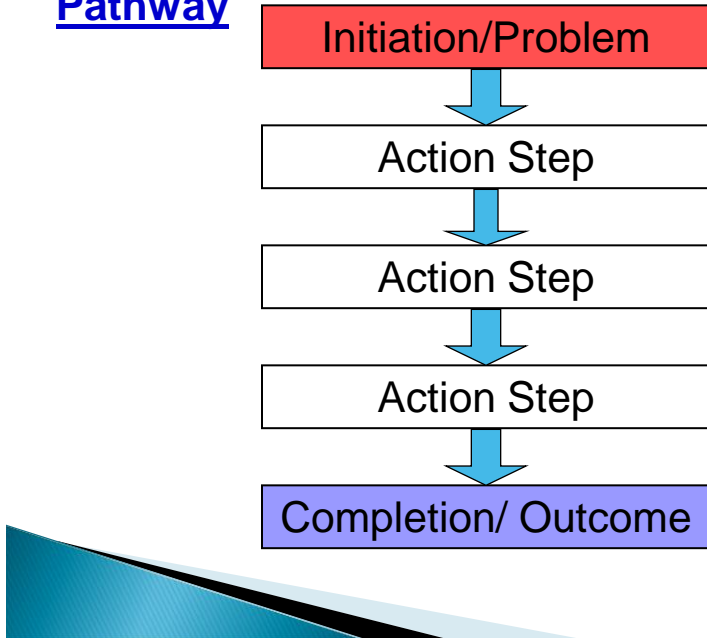 Pathway
Initiation/Problem
Action Step
Action Step
Action Step
Completion/ Outcome